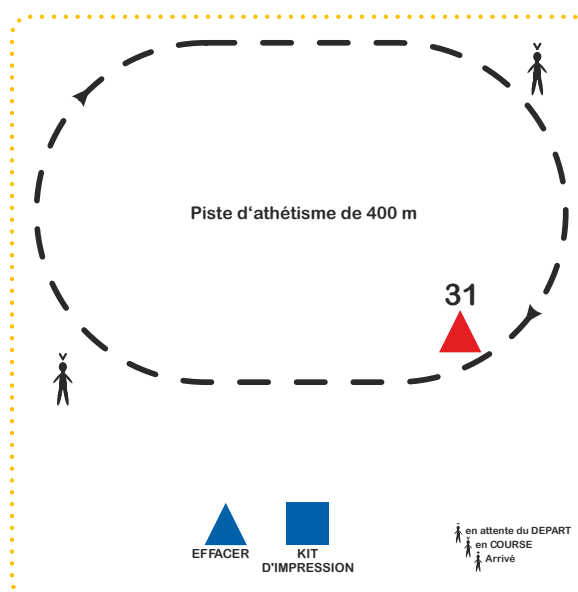 Piste d‘athétisme de 400 m
31
EFFACER
KIT
D'IMPRESSION
en attente du DEPART
en COURSE
Arrivé